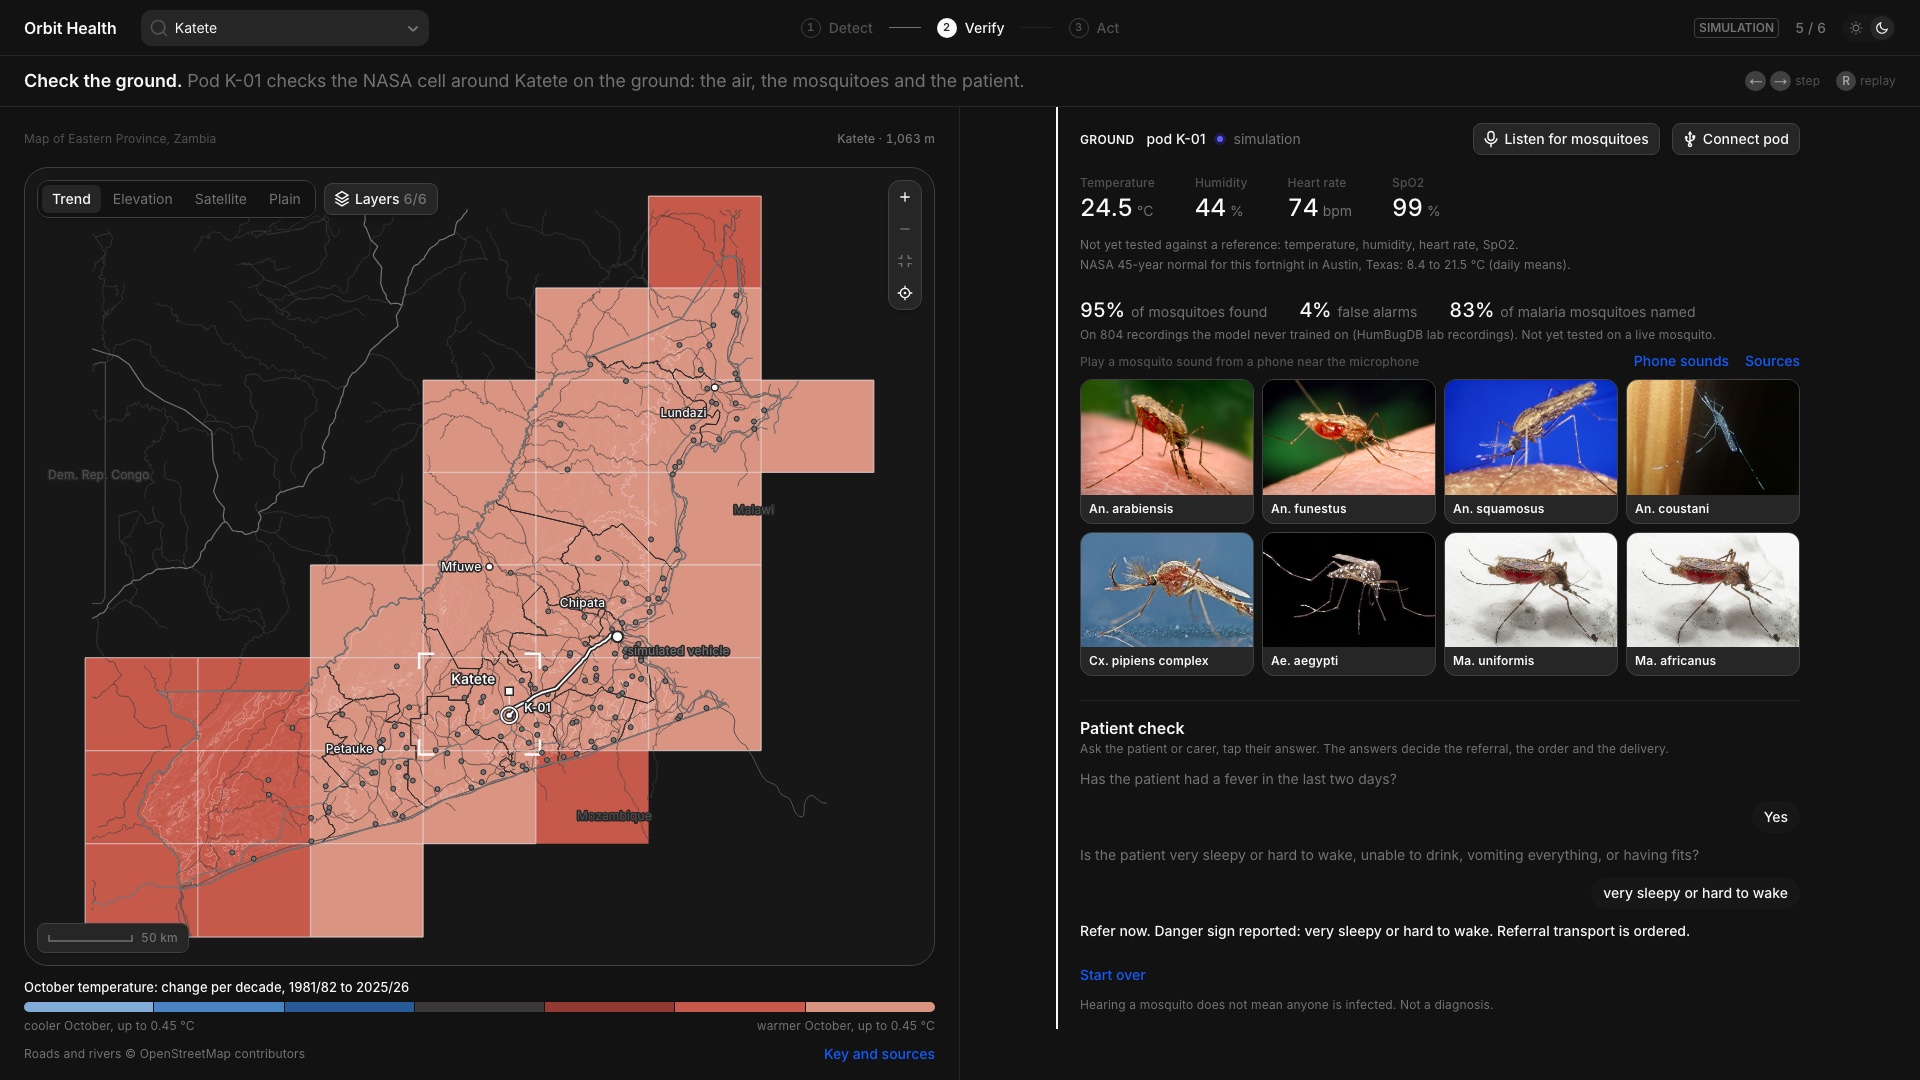 Orbit Health
Katete
1 Detect
2 Verify
3 Act
SIMULATION
5 / 6
Check the ground. Pod K-01 checks the NASA cell around Katete on the ground: the air, the mosquitoes and the patient.
← → step
R replay
Map of Eastern Province, Zambia
Katete · 1,063 m
Trend
Elevation
Satellite
Plain
Layers 6/6
Lundazi
Dem. Rep. Congo
Malawi
Mfuwe
Chipata
simulated vehicle
Katete
K-01
Petauke
Mozambique
50 km
October temperature: change per decade, 1981/82 to 2025/26
cooler October, up to 0.45 °C
warmer October, up to 0.45 °C
Roads and rivers © OpenStreetMap contributors
Key and sources
GROUND pod K-01 simulation
Listen for mosquitoes
Connect pod
Temperature
24.5 °C
Humidity
44 %
Heart rate
74 bpm
SpO2
99 %
Not yet tested against a reference: temperature, humidity, heart rate, SpO2.
NASA 45-year normal for this fortnight in Austin, Texas: 8.4 to 21.5 °C (daily means).
95% of mosquitoes found
4% false alarms
83% of malaria mosquitoes named
On 804 recordings the model never trained on (HumBugDB lab recordings). Not yet tested on a live mosquito.
Play a mosquito sound from a phone near the microphone
Phone sounds
Sources
An. arabiensis
An. funestus
An. squamosus
An. coustani
Cx. pipiens complex
Ae. aegypti
Ma. uniformis
Ma. africanus
Patient check
Ask the patient or carer, tap their answer. The answers decide the referral, the order and the delivery.
Has the patient had a fever in the last two days?
Yes
Is the patient very sleepy or hard to wake, unable to drink, vomiting everything, or having fits?
very sleepy or hard to wake
Refer now. Danger sign reported: very sleepy or hard to wake. Referral transport is ordered.
Start over
Hearing a mosquito does not mean anyone is infected. Not a diagnosis.